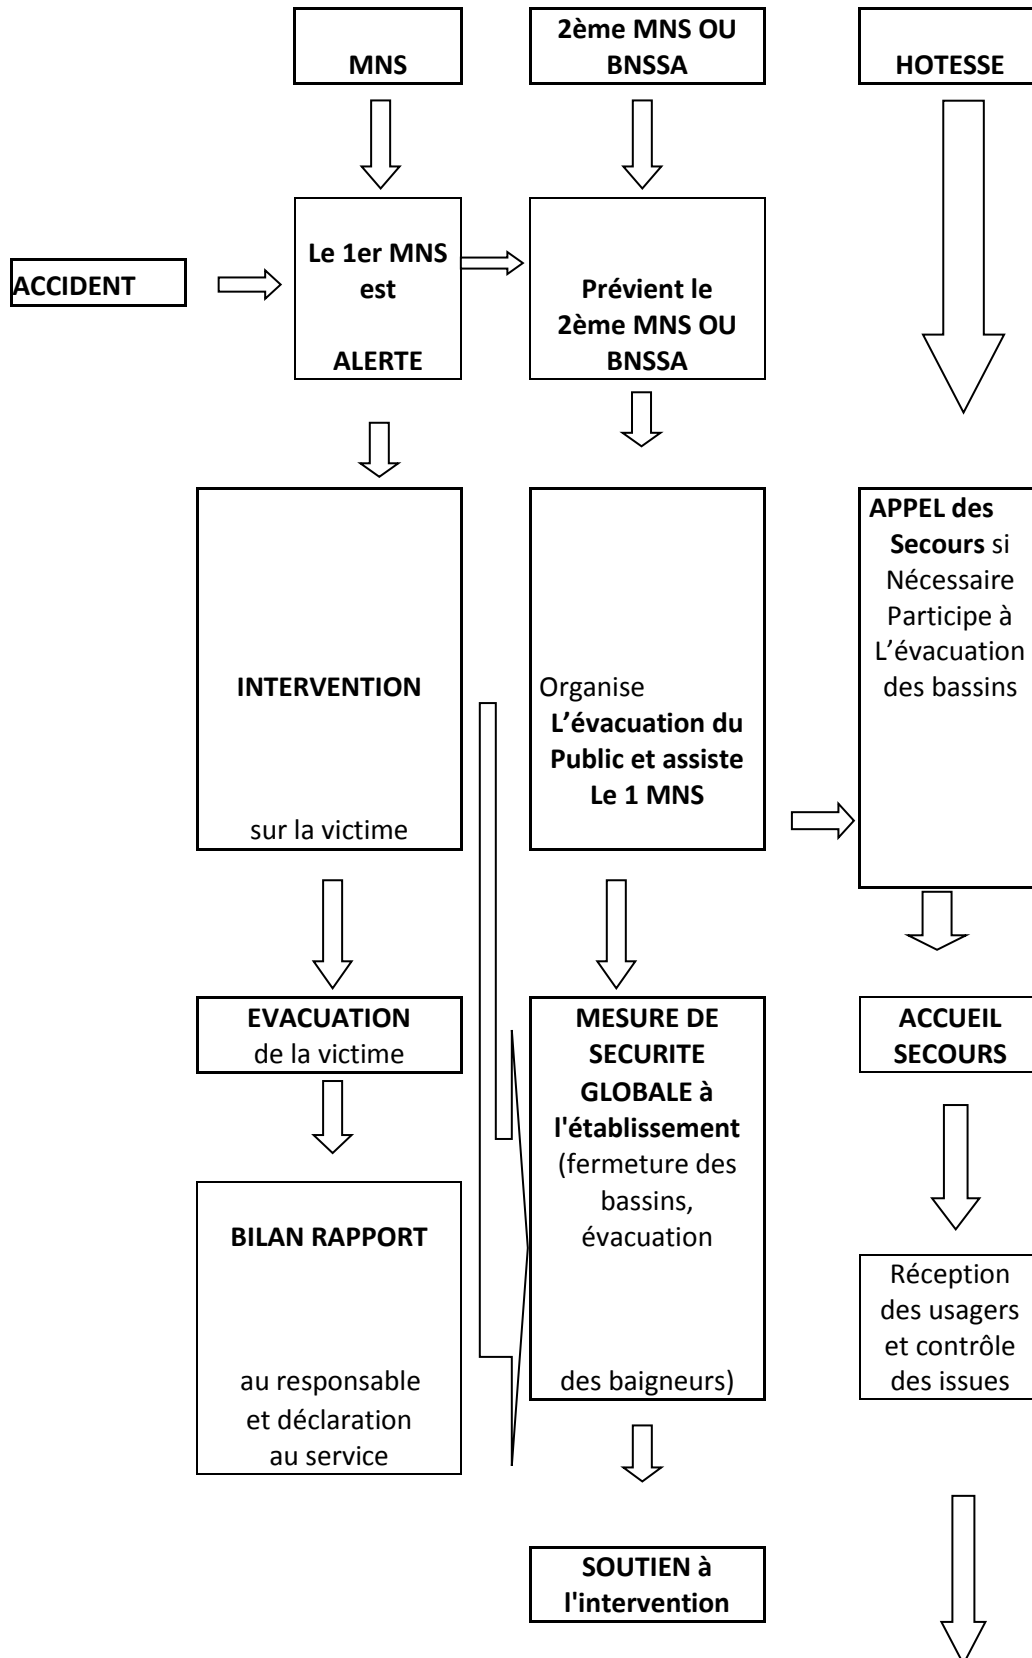 MNS
2ème MNS OU
BNSSA
HOTESSE
ACCIDENT
Le 1er MNS
est
ALERTE
Prévient le
2ème MNS OU
BNSSA
INTERVENTION
sur la victime
Organise
L’évacuation du
Public et assiste
Le 1 MNS
APPEL des
Secours si
Nécessaire
Participe à
L’évacuation
des bassins
EVACUATION
de la victime
MESURE DE
SECURITE
GLOBALE à
l'établissement
(fermeture des
bassins,
évacuation
des baigneurs)
ACCUEIL
SECOURS
BILAN RAPPORT
au responsable
et déclaration
au service
Réception
des usagers
et contrôle
des issues
SOUTIEN à
l'intervention